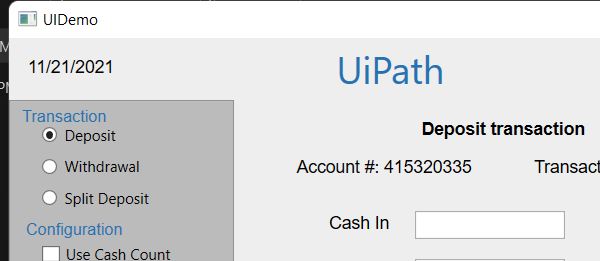 UIDemo
11/21/2021
UiPath
Transaction
Deposit
Withdrawal
Split Deposit
Configuration
Use Cash Count
Deposit transaction
Account #: 415320335
Transact
Cash In